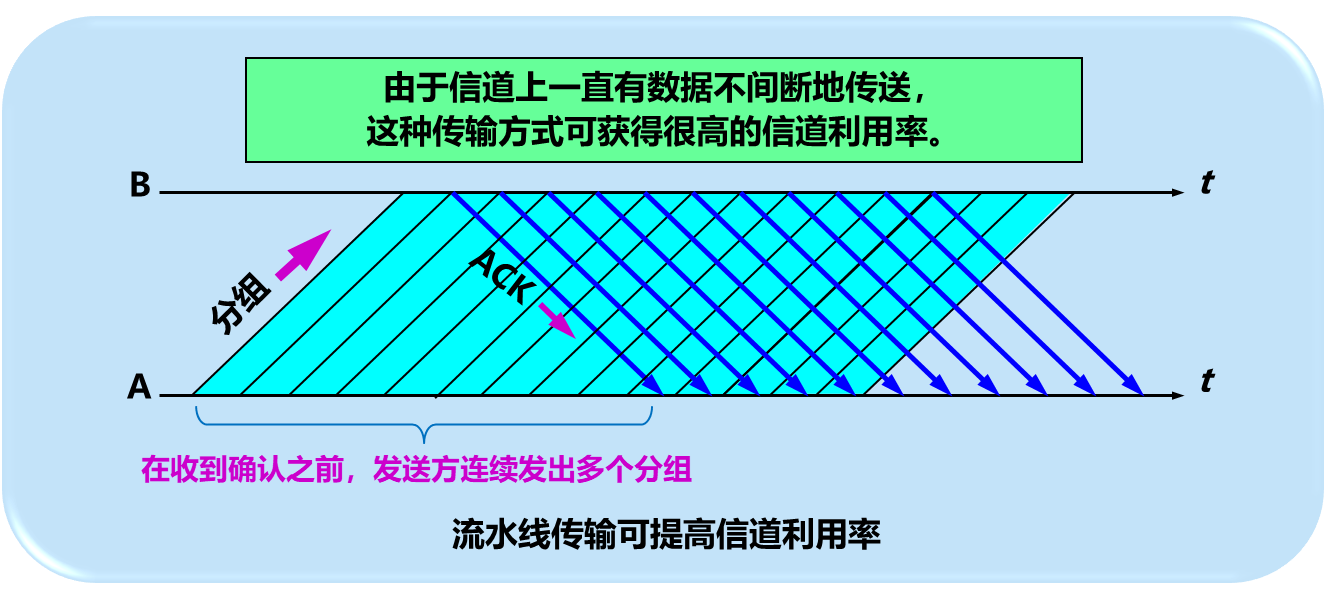 由于信道上一直有数据不间断地传送，
这种传输方式可获得很高的信道利用率。
B
t
分组
ACK
A
t
在收到确认之前，发送方连续发出多个分组
流水线传输可提高信道利用率